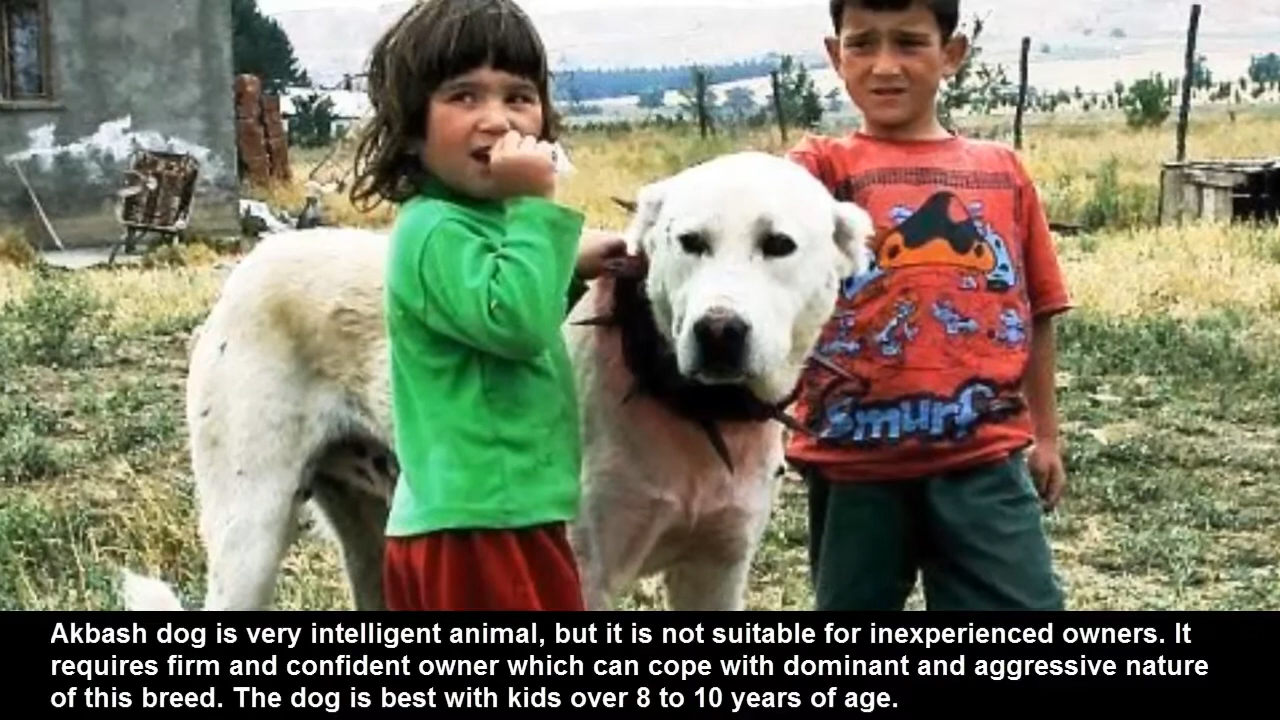 Smurf
Akbash dog is very intelligent animal, but it is not suitable for inexperienced owners. It
requires firm and confident owner which can cope with dominant and aggressive nature
of this breed. The dog is best with kids over 8 to 10 years of age.